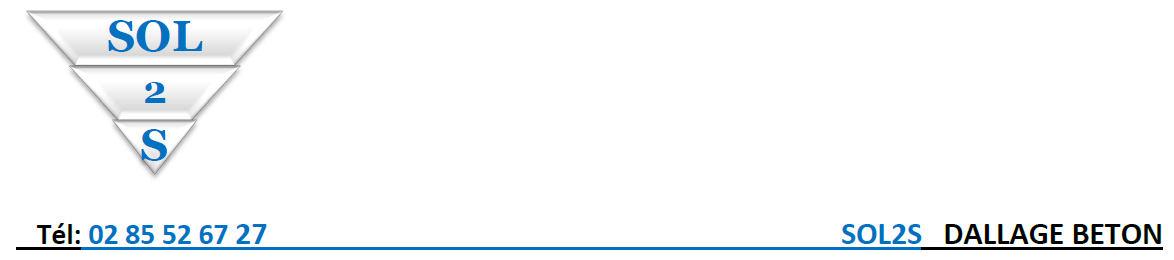 SOL
2
S
Tél: 02 85 52 67 27 SOL2S DALLAGE BETON